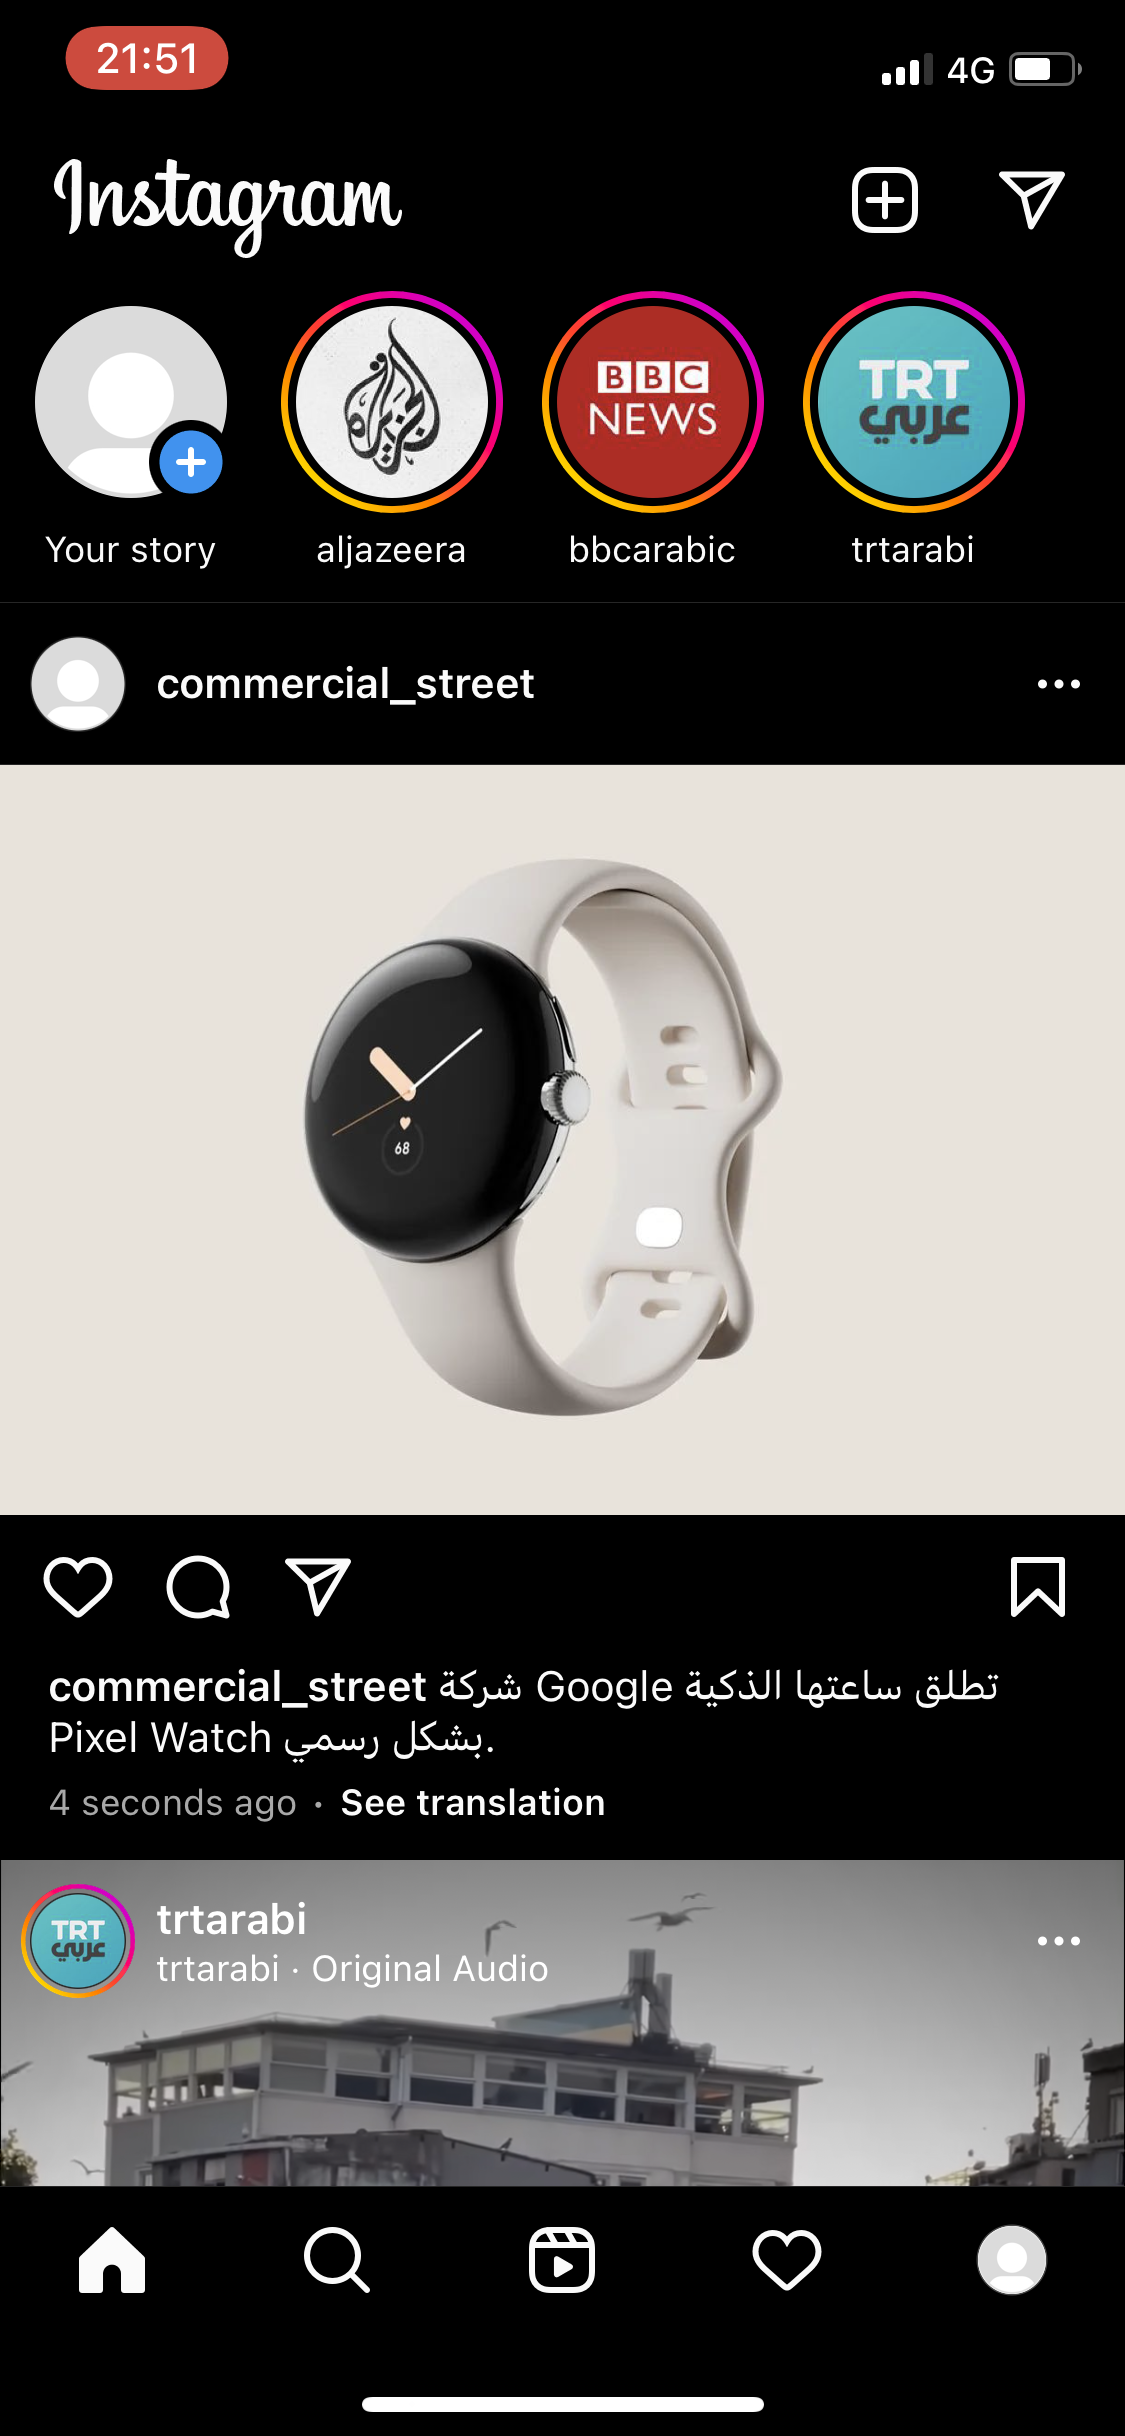 21:51
4G
Instagram
BBC
NEWS
TRT
عربي
Your story
aljazeera
bbcarabic
trtarabi
commercial_street
68
commercial_street شركة Google تطلق ساعتها الذكية
Pixel Watch بشكل رسمي.
4 seconds ago · See translation
TRT
عربي
trtarabi
trtarabi · Original Audio